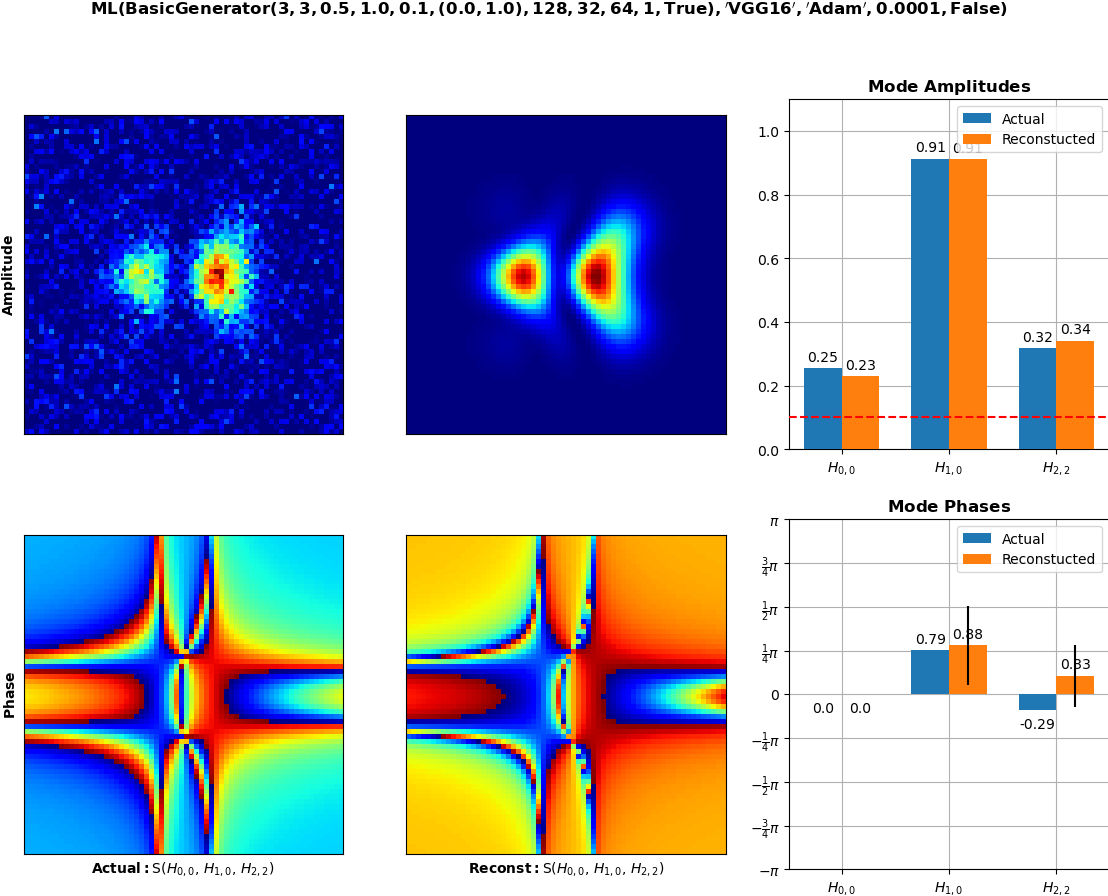 ML(BasicGenerator(3, 3, 0.5, 1.0, 0.1, (0.0, 1.0), 128, 32, 64, 1, True), 'VGG16', 'Adam', 0.0001, False)
Amplitude
Mode Amplitudes
Actual
Reconstucted
1.0
0.8
0.6
0.4
0.2
0.0
0.25
0.23
0.91
0.91
0.32
0.34
H0,0
H1,0
H2,2
Phase
Actual: S(H0,0, H1,0, H2,2)
Reconst: S(H0,0, H1,0, H2,2)
Mode Phases
Actual
Reconstucted
π
3/4π
1/2π
1/4π
0
−1/4π
−1/2π
−3/4π
−π
0.0
0.0
0.79
0.88
-0.29
0.33
H0,0
H1,0
H2,2